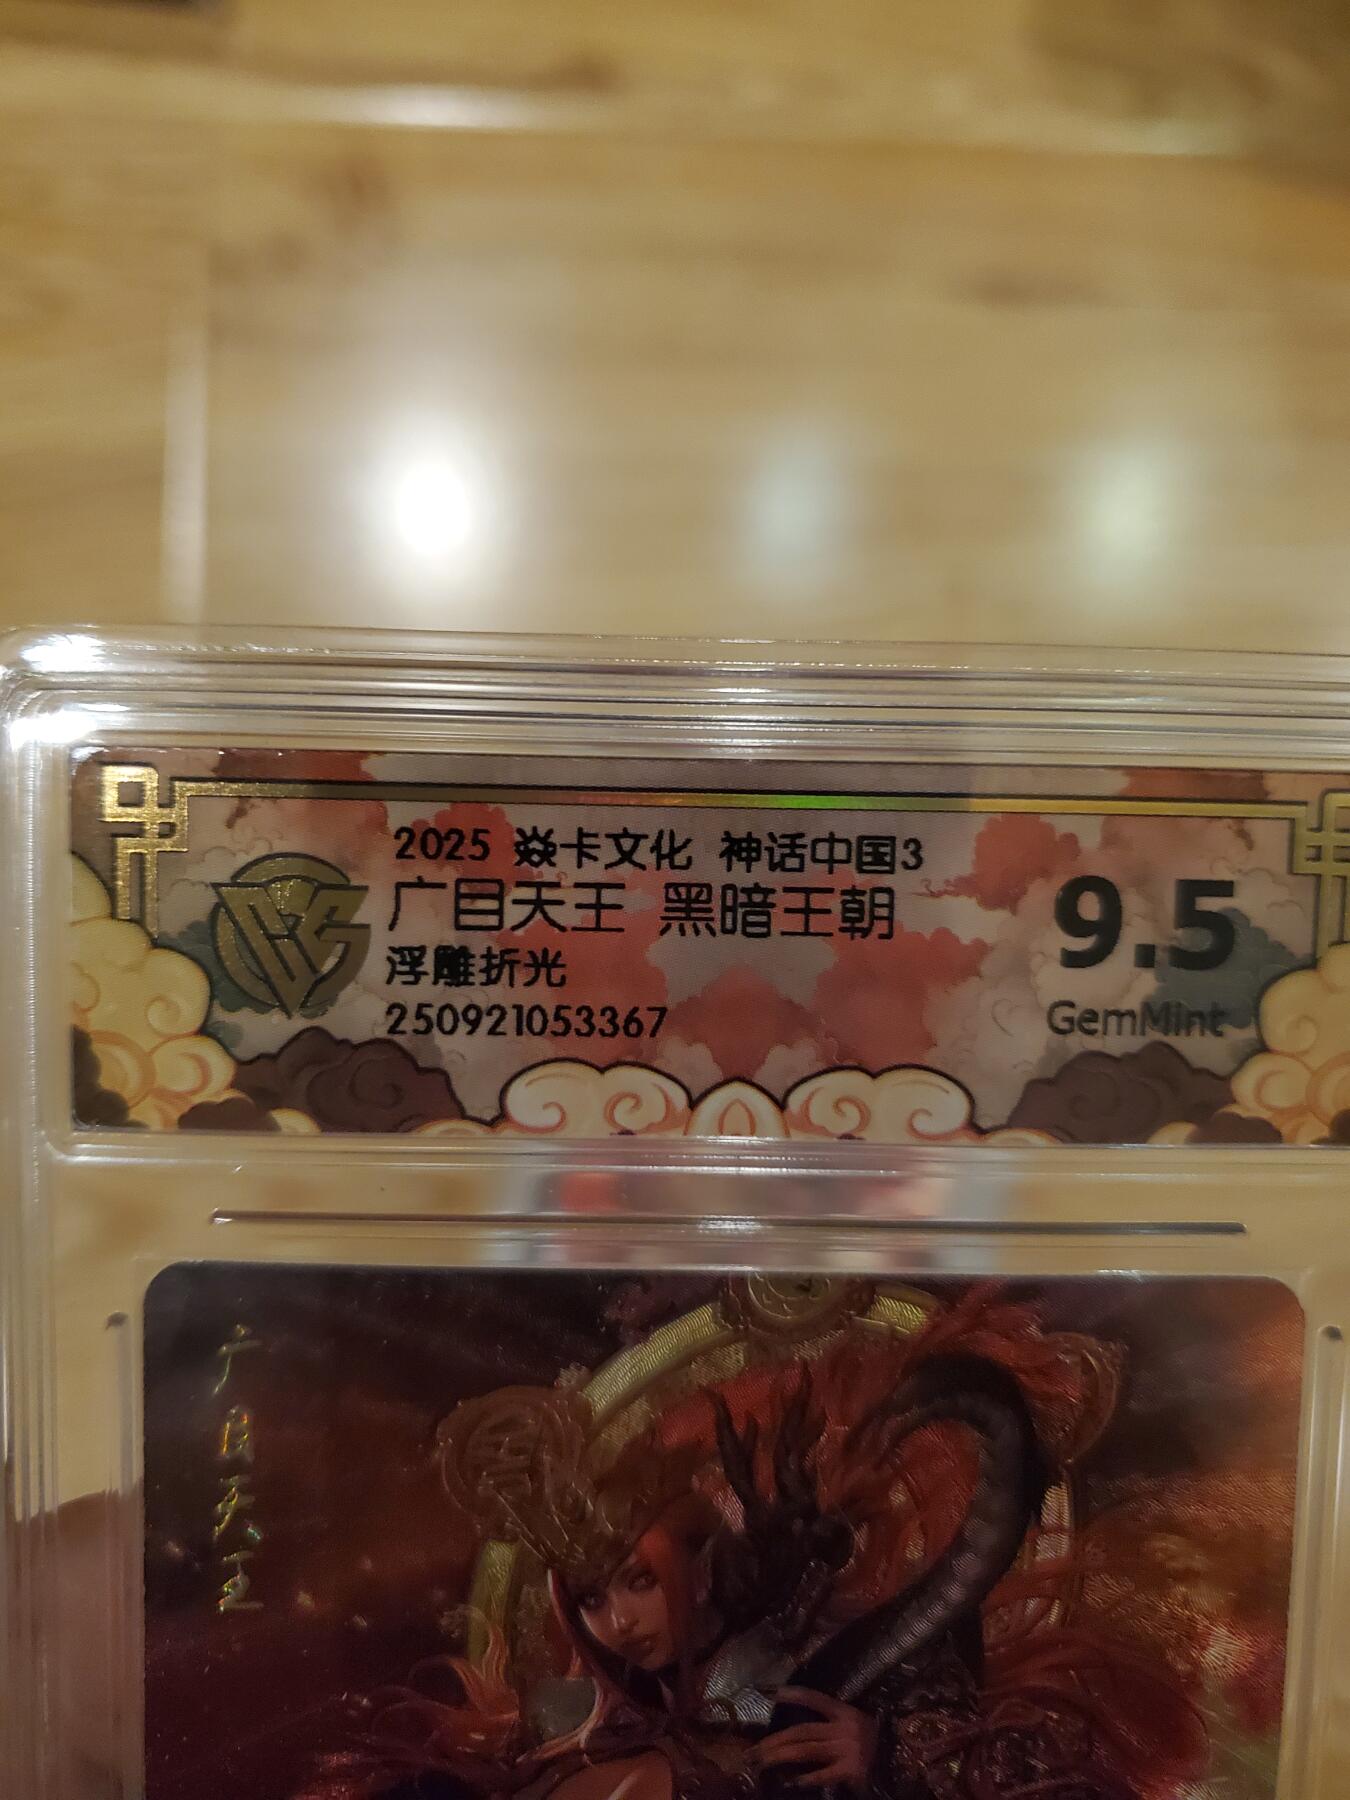 2025 焱卡文化 神话中国3
广目天王 黑暗王朝
浮雕折光
250921053367
9.5
GemMint
广目天王